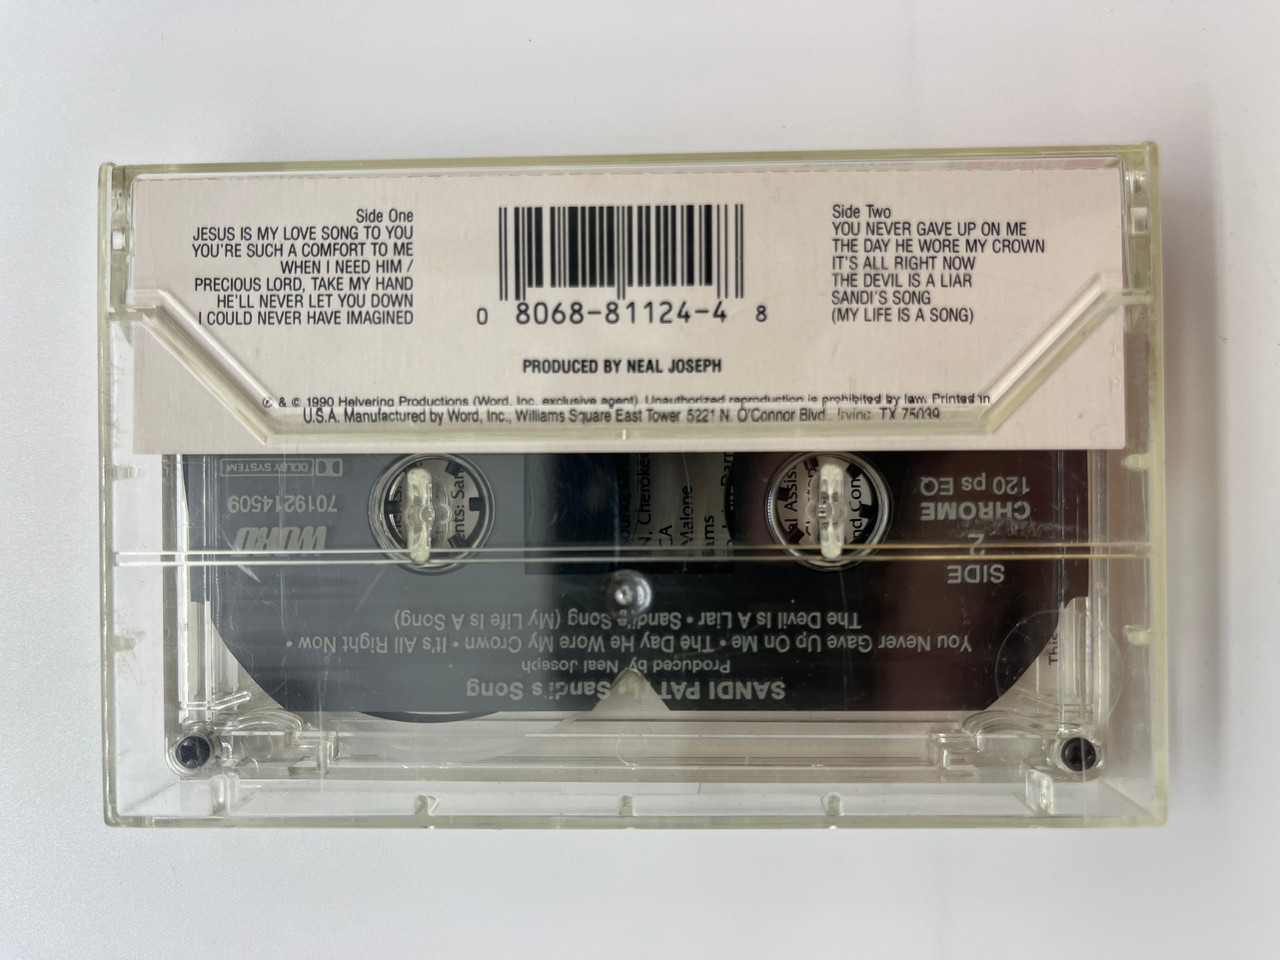 Side One
JESUS IS MY LOVE SONG TO YOU
YOU'RE SUCH A COMFORT TO ME
WHEN I NEED HIM /
PRECIOUS LORD, TAKE MY HAND
HE'LL NEVER LET YOU DOWN
I COULD NEVER HAVE IMAGINED
0 8068-81124-4 8
Side Two
YOU NEVER GAVE UP ON ME
THE DAY HE WORE MY CROWN
IT'S ALL RIGHT NOW
THE DEVIL IS A LIAR
SANDI'S SONG
(MY LIFE IS A SONG)
PRODUCED BY NEAL JOSEPH
℗ & © 1990 Helvering Productions (Word, Inc. exclusive agent). Unauthorized reproduction is prohibited by law. Printed in
U.S.A. Manufactured by Word, Inc., Williams Square East Tower 5221 N. O'Connor Blvd., Irving, TX 75039
SANDI Sandi's Song
Produced by Neal Joseph
You Never Gave Up On Me • The Day He Wore My Crown • It's All Right Now •
The Devil Is A Liar • Sandi's Song (My Life Is A Song)
SIDE
2
CHROME
120 ps EQ
WORD
7019214509
DOLBY SYSTEM
N. Cherokee
Malone